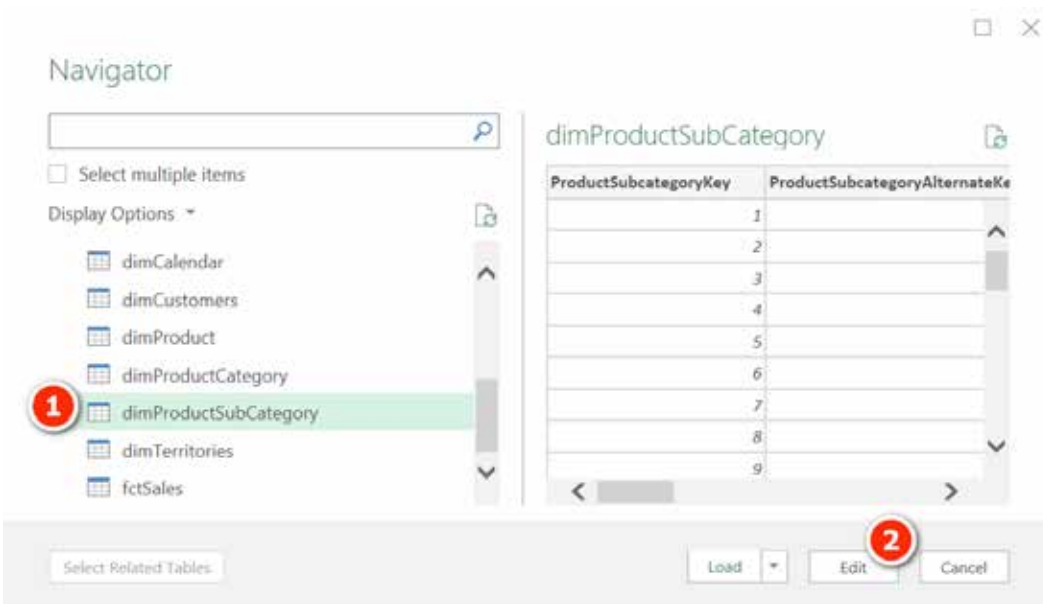 Navigator
Select multiple items
Display Options
dimCalendar
dimCustomers
dimProduct
dimProductCategory
1
dimProductSubCategory
dimTerritories
fctSales
dimProductSubCategory
ProductSubcategoryKey ProductSubcategoryAlternateKe
1
2
3
4
5
6
7
8
9
2
Select Related Tables Load Edit Cancel